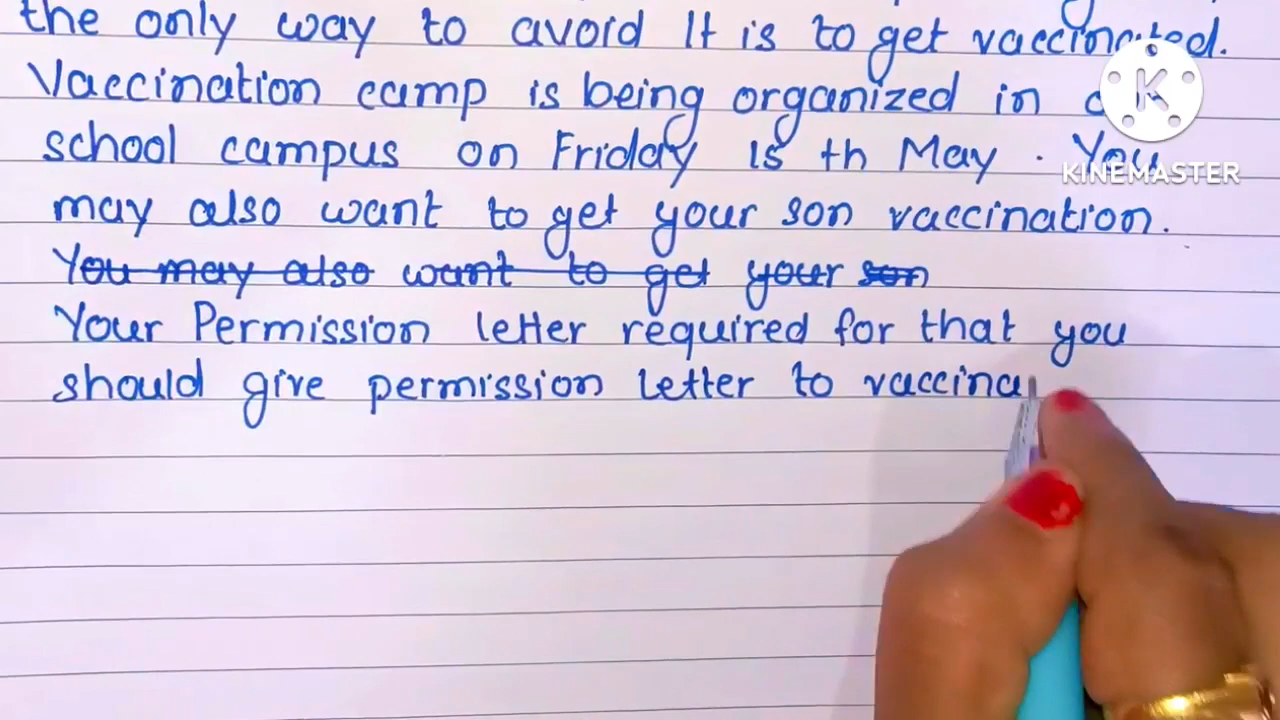 the only way to avoid It is to get vaccinated.
Vaccination camp is being organized in
school campus on Friday 15 th May. You
may also want to get your son vaccination.
You may also want to get your son
Your Permission letter required for that you
should give permission letter to vaccina
K
KINEMASTER